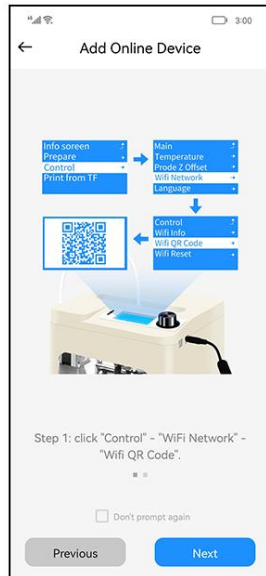 3:00
Add Online Device
Info soreen
Prepare
Control
Print from TF
Main
Temperature
Prode Z Offset
Wifi Network
Language
Control
Wifi Info
Wifi QR Code
Wifi Reset
Step 1: click "Control" - "WiFi Network" -
"Wifi QR Code".
Don't prompt again
Previous
Next